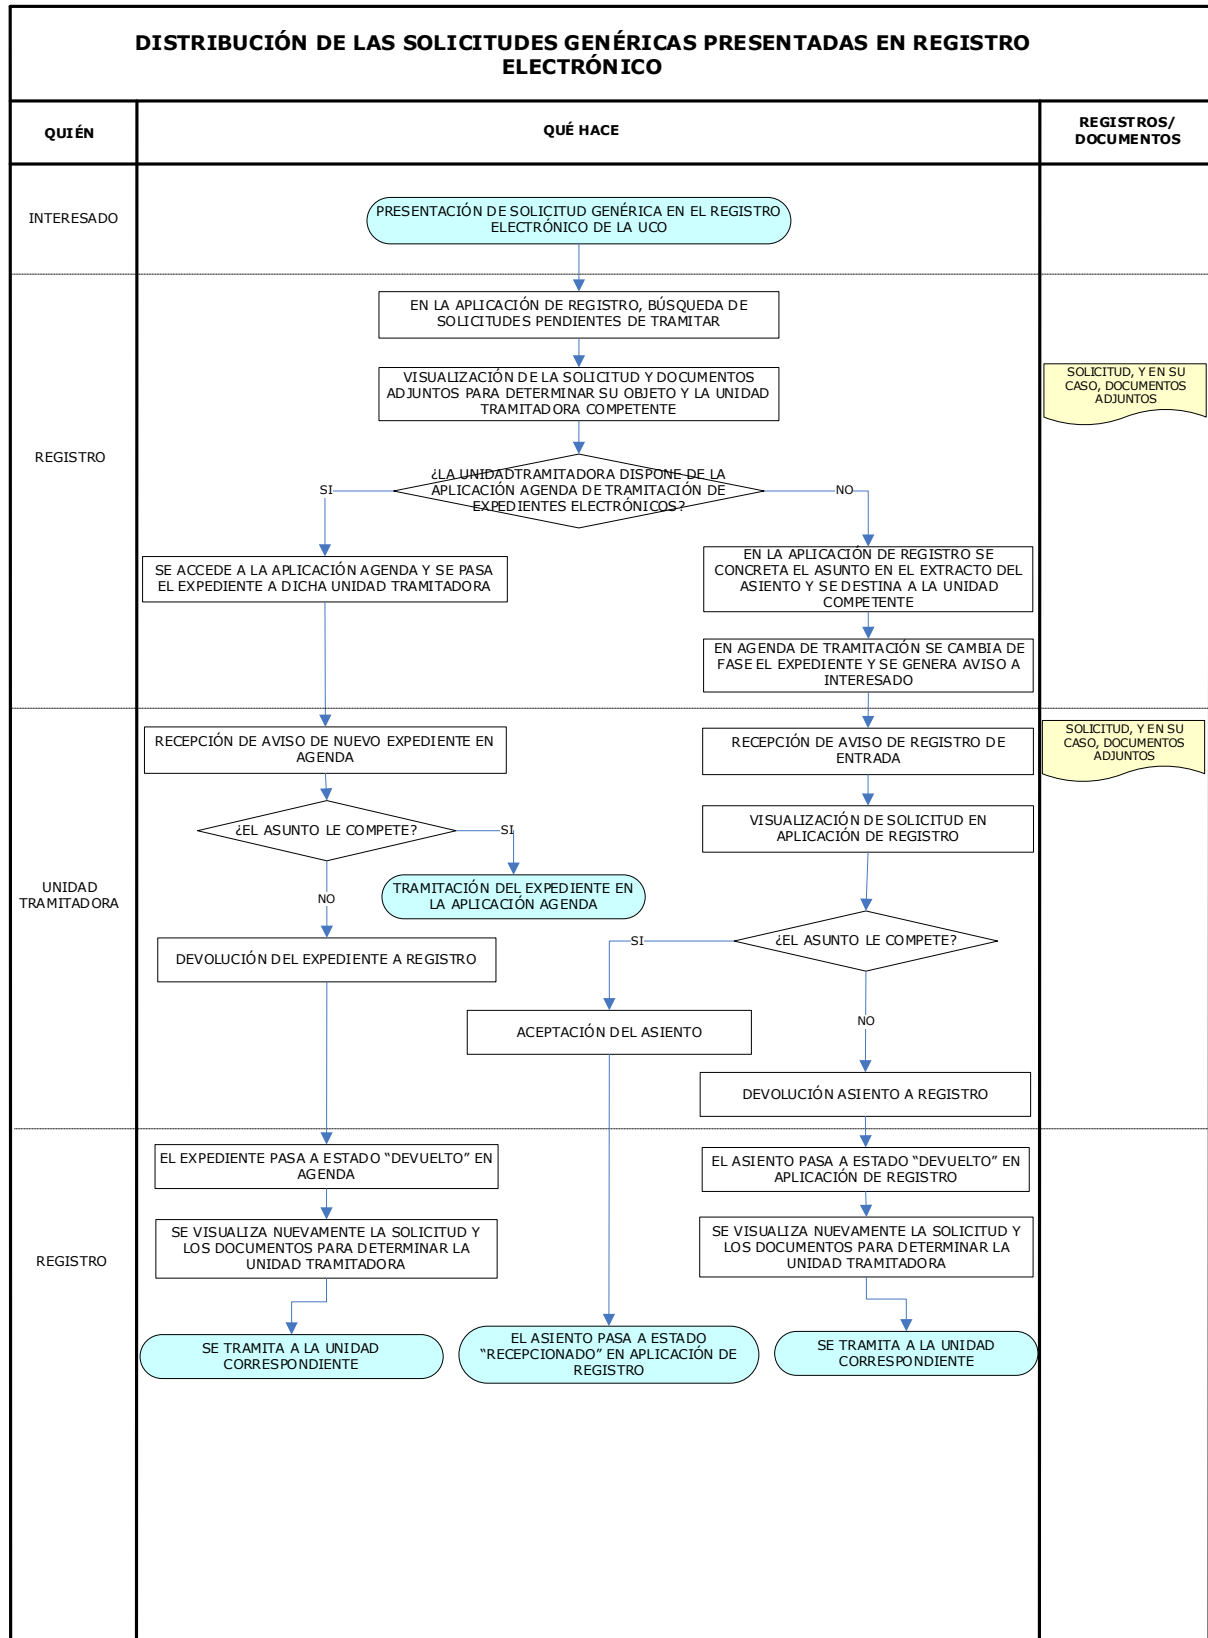 DISTRIBUCIÓN DE LAS SOLICITUDES GENÉRICAS PRESENTADAS EN REGISTRO
ELECTRÓNICO
QUIÉN
QUÉ HACE
REGISTROS/
DOCUMENTOS
INTERESADO
PRESENTACIÓN DE SOLICITUD GENÉRICA EN EL REGISTRO
ELECTRÓNICO DE LA UCO
REGISTRO
EN LA APLICACIÓN DE REGISTRO, BÚSQUEDA DE
SOLICITUDES PENDIENTES DE TRAMITAR
VISUALIZACIÓN DE LA SOLICITUD Y DOCUMENTOS
ADJUNTOS PARA DETERMINAR SU OBJETO Y LA UNIDAD
TRAMITADORA COMPETENTE
SOLICITUD, Y EN SU
CASO, DOCUMENTOS
ADJUNTOS
¿LA UNIDADTRAMITADORA DISPONE DE LA
APLICACIÓN AGENDA DE TRAMITACIÓN DE
EXPEDIENTES ELECTRÓNICOS?
SI
NO
SE ACCEDE A LA APLICACIÓN AGENDA Y SE PASA
EL EXPEDIENTE A DICHA UNIDAD TRAMITADORA
EN LA APLICACIÓN DE REGISTRO SE
CONCRETA EL ASUNTO EN EL EXTRACTO DEL
ASIENTO Y SE DESTINA A LA UNIDAD
COMPETENTE
EN AGENDA DE TRAMITACIÓN SE CAMBIA DE
FASE EL EXPEDIENTE Y SE GENERA AVISO A
INTERESADO
UNIDAD
TRAMITADORA
RECEPCIÓN DE AVISO DE NUEVO EXPEDIENTE EN
AGENDA
RECEPCIÓN DE AVISO DE REGISTRO DE
ENTRADA
SOLICITUD, Y EN SU
CASO, DOCUMENTOS
ADJUNTOS
¿EL ASUNTO LE COMPETE?
SI
VISUALIZACIÓN DE SOLICITUD EN
APLICACIÓN DE REGISTRO
TRAMITACIÓN DEL EXPEDIENTE EN
LA APLICACIÓN AGENDA
NO
DEVOLUCIÓN DEL EXPEDIENTE A REGISTRO
¿EL ASUNTO LE COMPETE?
SI
ACEPTACIÓN DEL ASIENTO
NO
DEVOLUCIÓN ASIENTO A REGISTRO
REGISTRO
EL EXPEDIENTE PASA A ESTADO “DEVUELTO” EN
AGENDA
EL ASIENTO PASA A ESTADO “DEVUELTO” EN
APLICACIÓN DE REGISTRO
SE VISUALIZA NUEVAMENTE LA SOLICITUD Y
LOS DOCUMENTOS PARA DETERMINAR LA
UNIDAD TRAMITADORA
SE VISUALIZA NUEVAMENTE LA SOLICITUD Y
LOS DOCUMENTOS PARA DETERMINAR LA
UNIDAD TRAMITADORA
SE TRAMITA A LA UNIDAD
CORRESPONDIENTE
EL ASIENTO PASA A ESTADO
“RECEPCIONADO” EN APLICACIÓN DE
REGISTRO
SE TRAMITA A LA UNIDAD
CORRESPONDIENTE